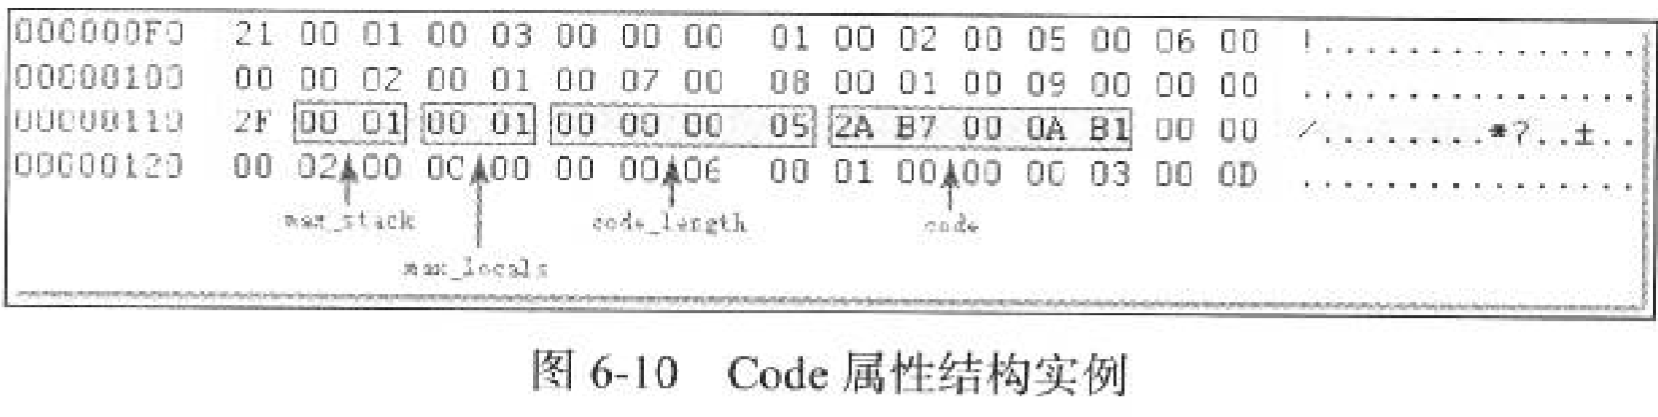 000000F0 21 00 01 00 03 00 00 00 01 00 02 00 05 00 06 00 !...............
00000100 00 00 02 00 01 00 07 00 08 00 01 00 09 00 00 00 ................
00000110 2F 00 01 00 01 00 00 00 05 2A B7 00 0A B1 00 00 /........*?..±..
00000120 00 02 00 0C 00 00 00 06 00 01 00 00 00 03 00 0D ................
max_stack code_length code
max_locals
图 6-10 Code 属性结构实例